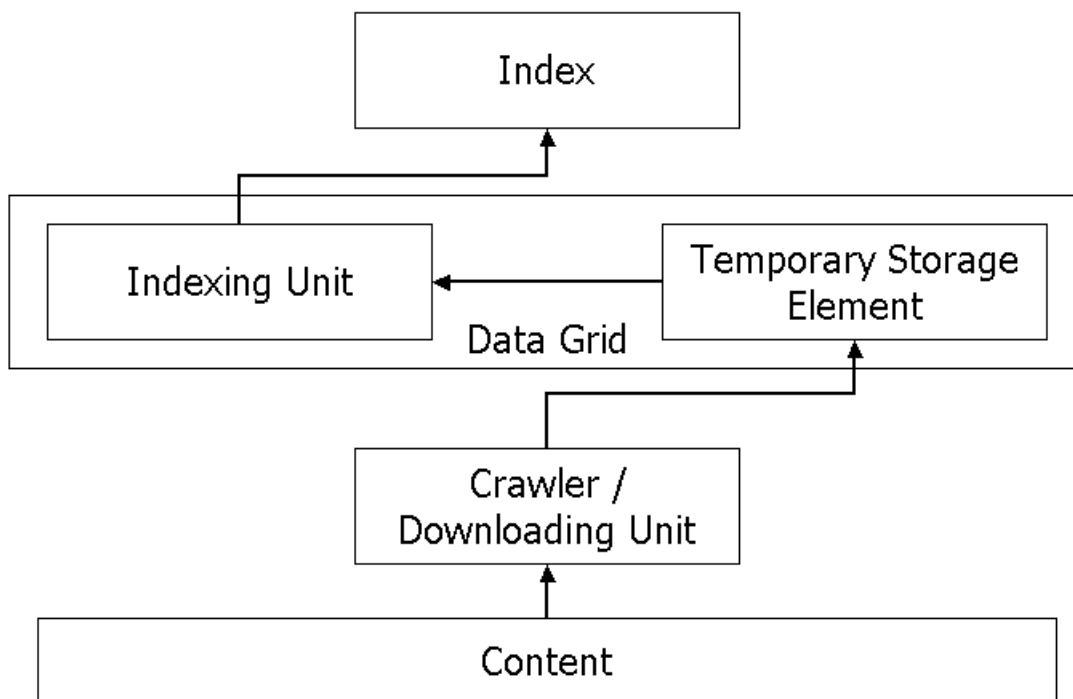 Index
Indexing Unit
Temporary Storage
Element
Data Grid
Crawler /
Downloading Unit
Content